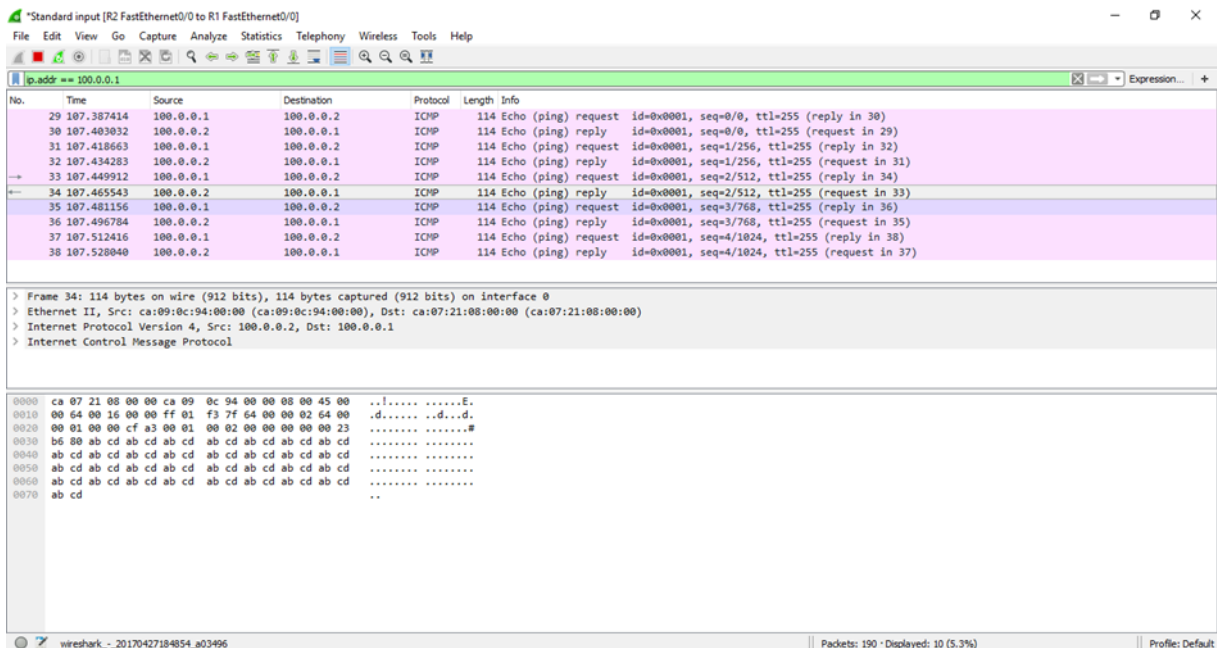 *Standard input [R2 FastEthernet0/0 to R1 FastEthernet0/0]
File Edit View Go Capture Analyze Statistics Telephony Wireless Tools Help
ip.addr == 100.0.0.1 Expression... +
No. Time Source Destination Protocol Length Info
29 107.387414 100.0.0.1 100.0.0.2 ICMP 114 Echo (ping) request id=0x0001, seq=0/0, ttl=255 (reply in 30)
30 107.403032 100.0.0.2 100.0.0.1 ICMP 114 Echo (ping) reply id=0x0001, seq=0/0, ttl=255 (request in 29)
31 107.418663 100.0.0.1 100.0.0.2 ICMP 114 Echo (ping) request id=0x0001, seq=1/256, ttl=255 (reply in 32)
32 107.434283 100.0.0.2 100.0.0.1 ICMP 114 Echo (ping) reply id=0x0001, seq=1/256, ttl=255 (request in 31)
33 107.449912 100.0.0.1 100.0.0.2 ICMP 114 Echo (ping) request id=0x0001, seq=2/512, ttl=255 (reply in 34)
34 107.465543 100.0.0.2 100.0.0.1 ICMP 114 Echo (ping) reply id=0x0001, seq=2/512, ttl=255 (request in 33)
35 107.481156 100.0.0.1 100.0.0.2 ICMP 114 Echo (ping) request id=0x0001, seq=3/768, ttl=255 (reply in 36)
36 107.496784 100.0.0.2 100.0.0.1 ICMP 114 Echo (ping) reply id=0x0001, seq=3/768, ttl=255 (request in 35)
37 107.512416 100.0.0.1 100.0.0.2 ICMP 114 Echo (ping) request id=0x0001, seq=4/1024, ttl=255 (reply in 38)
38 107.528040 100.0.0.2 100.0.0.1 ICMP 114 Echo (ping) reply id=0x0001, seq=4/1024, ttl=255 (request in 37)
> Frame 34: 114 bytes on wire (912 bits), 114 bytes captured (912 bits) on interface 0
> Ethernet II, Src: ca:09:0c:94:00:00 (ca:09:0c:94:00:00), Dst: ca:07:21:08:00:00 (ca:07:21:08:00:00)
> Internet Protocol Version 4, Src: 100.0.0.2, Dst: 100.0.0.1
> Internet Control Message Protocol
0000 ca 07 21 08 00 00 ca 09 0c 94 00 00 08 00 45 00 ..!..... ......E.
0010 00 64 00 16 00 00 ff 01 f3 7f 64 00 00 02 64 00 .d...... ..d...d.
0020 00 01 00 00 cf a3 00 01 00 02 00 00 00 00 00 23 ........ .......#
0030 b6 80 ab cd ab cd ab cd ab cd ab cd ab cd ab cd ........ ........
0040 ab cd ab cd ab cd ab cd ab cd ab cd ab cd ab cd ........ ........
0050 ab cd ab cd ab cd ab cd ab cd ab cd ab cd ab cd ........ ........
0060 ab cd ab cd ab cd ab cd ab cd ab cd ab cd ab cd ........ ........
0070 ab cd ..
wireshark_-_20170427184854_a03496 Packets: 190 · Displayed: 10 (5.3%) Profile: Default